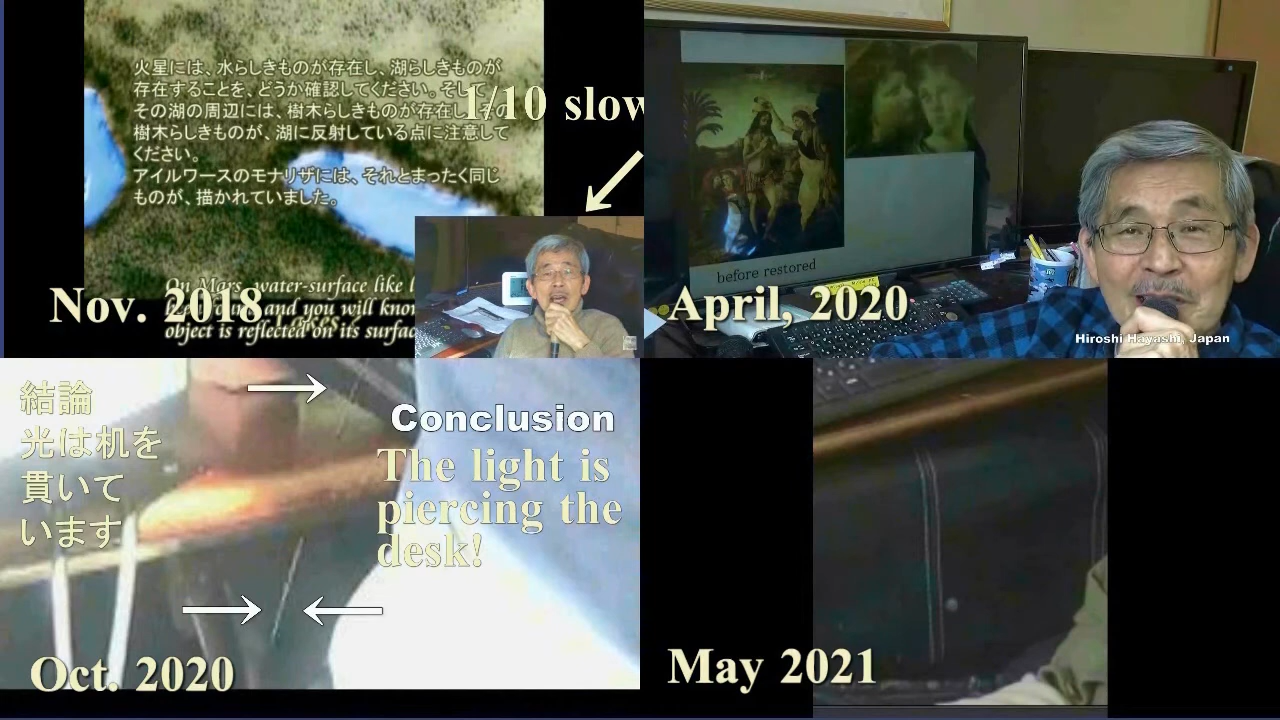 火星には、水らしきものが存在し、湖らしきものが
存在することを、どうか確認してください。そして
その湖の周辺には、樹木らしきものが存在し、その
樹木らしきものが、湖に反射している点に注意して
ください。
アイルワースのモナリザには、それとまったく同じ
ものが、描かれていました。
1/10 slow
On Mars, water-surface like l
and you will know
object is reflected on its surfac
Nov. 2018
before restored
April, 2020
Hiroshi Hayashi, Japan
結論
光は机を
貫いて
います
Conclusion
The light is
piercing the
desk!
Oct. 2020
May 2021